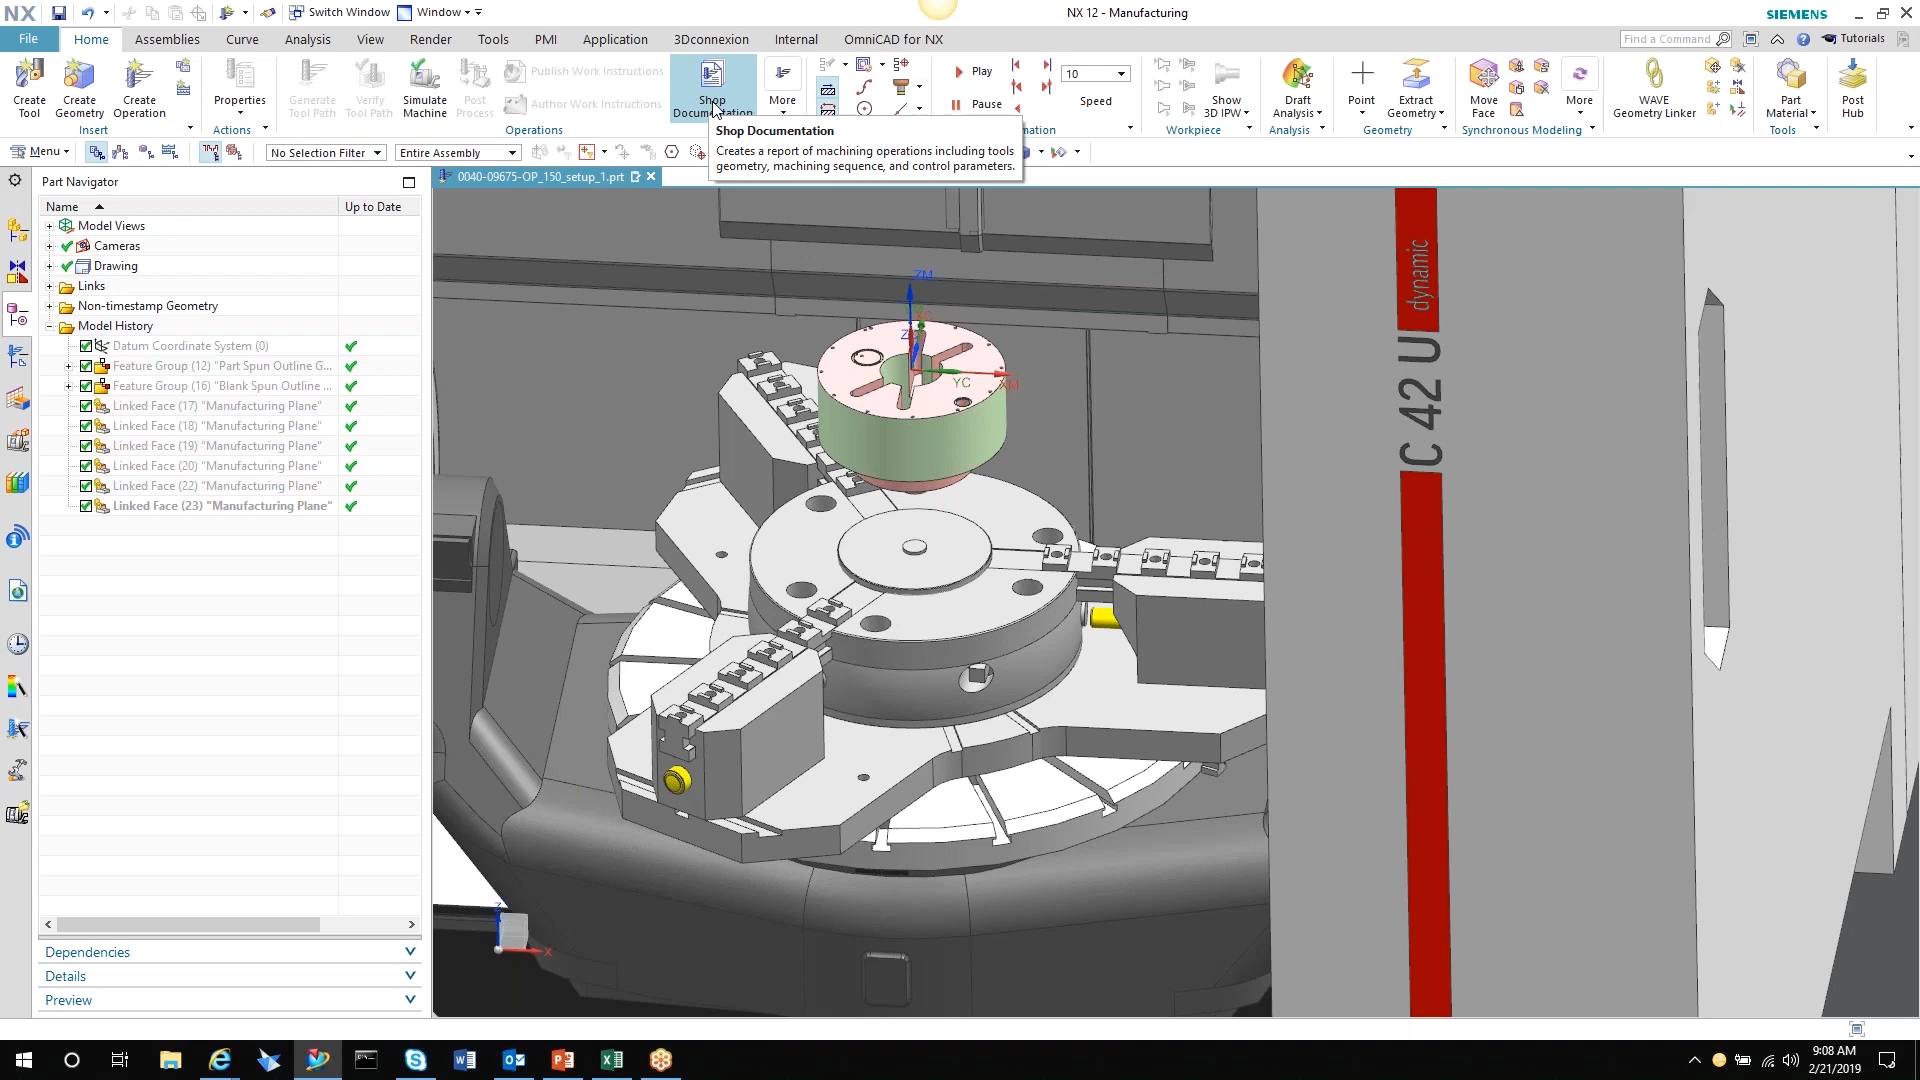 NX Switch Window Window NX 12 - Manufacturing SIEMENS
File Home Assemblies Curve Analysis View Render Tools PMI Application 3Dconnexion Internal OmniCAD for NX Find a Command Tutorials
Create Tool
Create Geometry
Create Operation
Insert
Properties
Actions
Generate Tool Path
Verify Tool Path
Simulate Machine
Post Process
Publish Work Instructions
Author Work Instructions
Shop Documentation
More
Operations
Play
Pause
10
Speed
mation
Show 3D IPW
Workpiece
Draft Analysis
Analysis
Point
Extract Geometry
Geometry
Move Face
More
Synchronous Modeling
WAVE Geometry Linker
Part Material
Tools
Post Hub
Shop Documentation
Creates a report of machining operations including tools
geometry, machining sequence, and control parameters.
Menu No Selection Filter Entire Assembly
Part Navigator
0040-09675-OP_150_setup_1.prt
Name Up to Date
Model Views
Cameras
Drawing
Links
Non-timestamp Geometry
Model History
Datum Coordinate System (0)
Feature Group (12) "Part Spun Outline G...
Feature Group (16) "Blank Spun Outline ...
Linked Face (17) "Manufacturing Plane"
Linked Face (18) "Manufacturing Plane"
Linked Face (19) "Manufacturing Plane"
Linked Face (20) "Manufacturing Plane"
Linked Face (22) "Manufacturing Plane"
Linked Face (23) "Manufacturing Plane"
ZM
YC
XM
dynamic
C 42 U
Z
X
Dependencies
Details
Preview
9:08 AM
2/21/2019